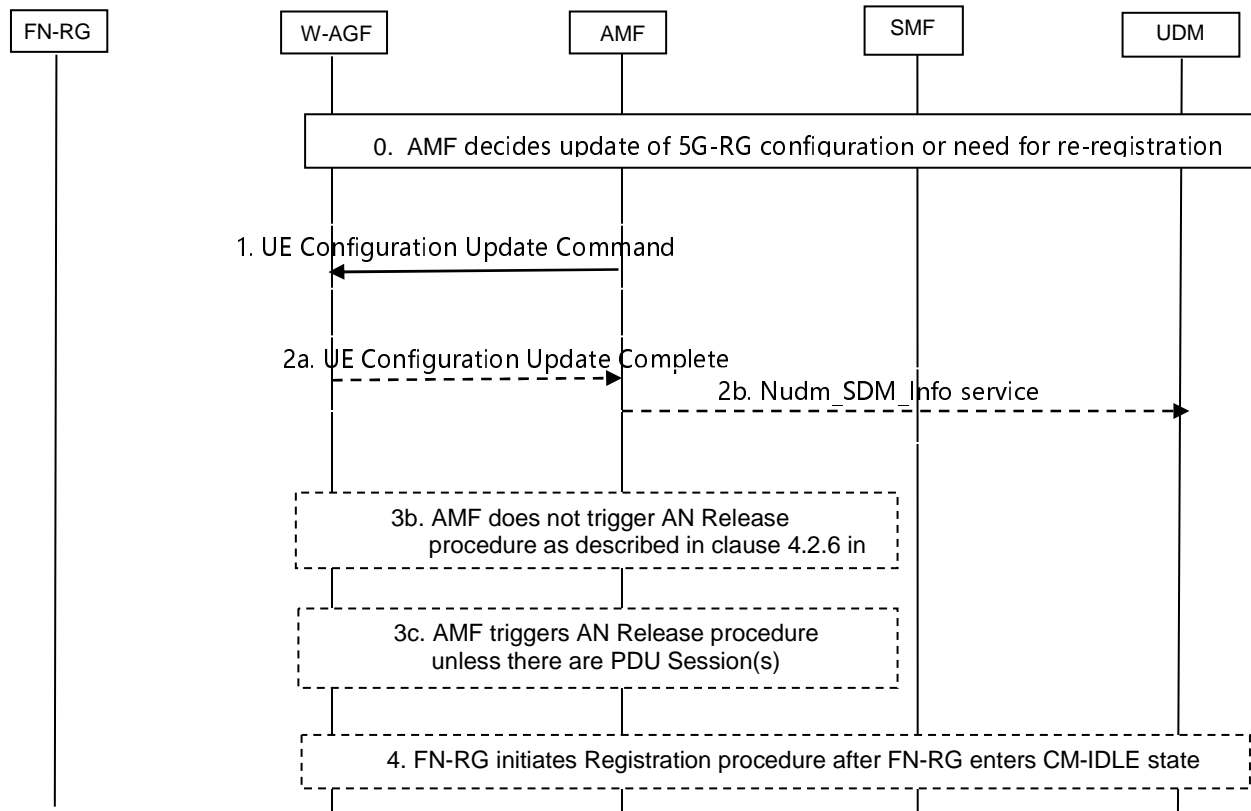 FN-RG
W-AGF
AMF
SMF
UDM
0. AMF decides update of 5G-RG configuration or need for re-registration
1. UE Configuration Update Command
2a. UE Configuration Update Complete
2b. Nudm_SDM_Info service
3b. AMF does not trigger AN Release
procedure as described in clause 4.2.6 in
3c. AMF triggers AN Release procedure
unless there are PDU Session(s)
4. FN-RG initiates Registration procedure after FN-RG enters CM-IDLE state